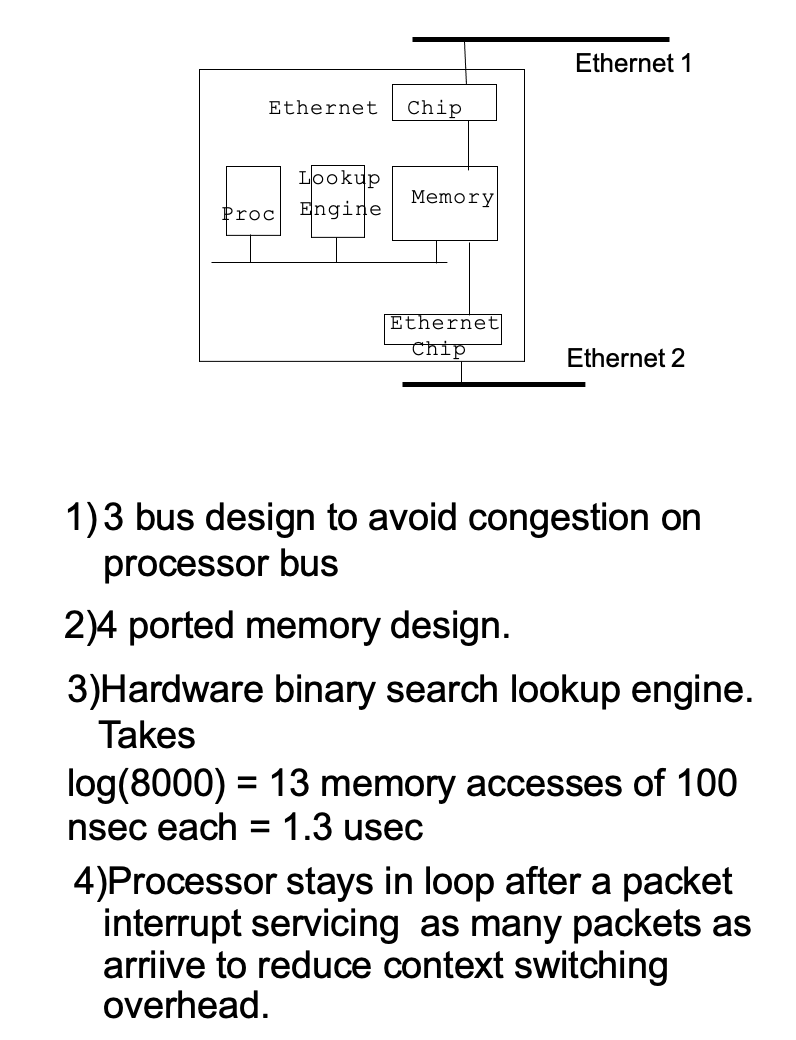 Ethernet 1
Ethernet Chip
Lookup
Memory
Proc Engine
Ethernet
Chip
Ethernet 2
1) 3 bus design to avoid congestion on
processor bus
2)4 ported memory design.
3)Hardware binary search lookup engine.
Takes
log(8000) = 13 memory accesses of 100
nsec each = 1.3 usec
4)Processor stays in loop after a packet
interrupt servicing  as many packets as
arriive to reduce context switching
overhead.